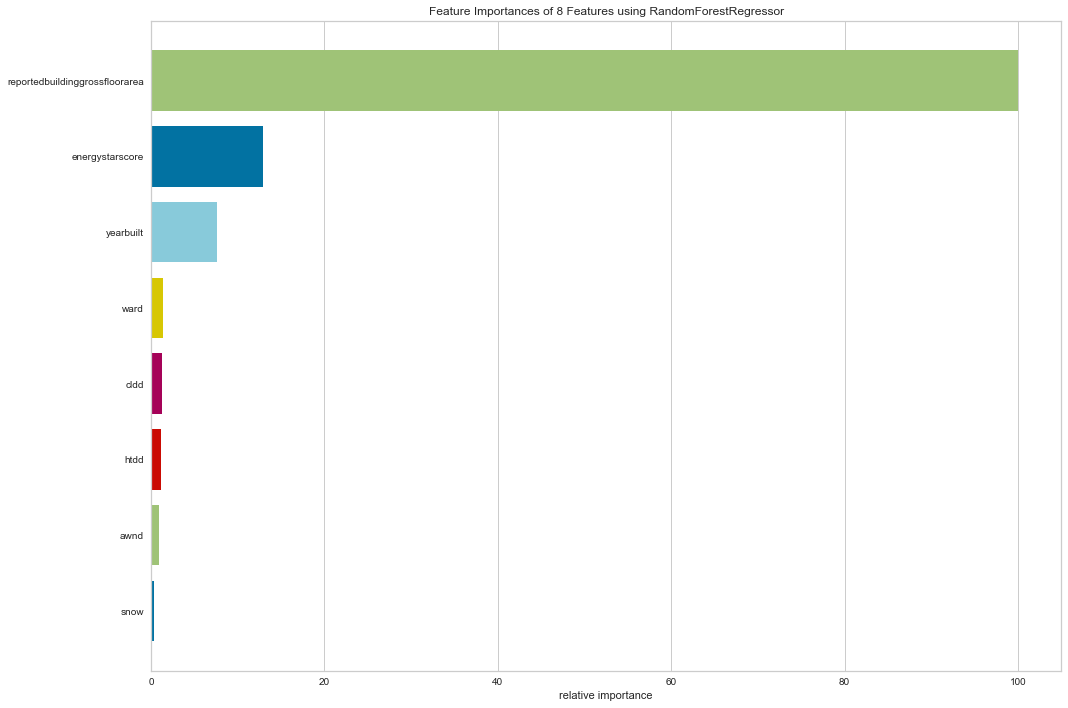 Feature Importances of 8 Features using RandomForestRegressor
reportedbuildinggrossfloorarea
energystarscore
yearbuilt
ward
cldd
htdd
awnd
snow
0 20 40 60 80 100
relative importance